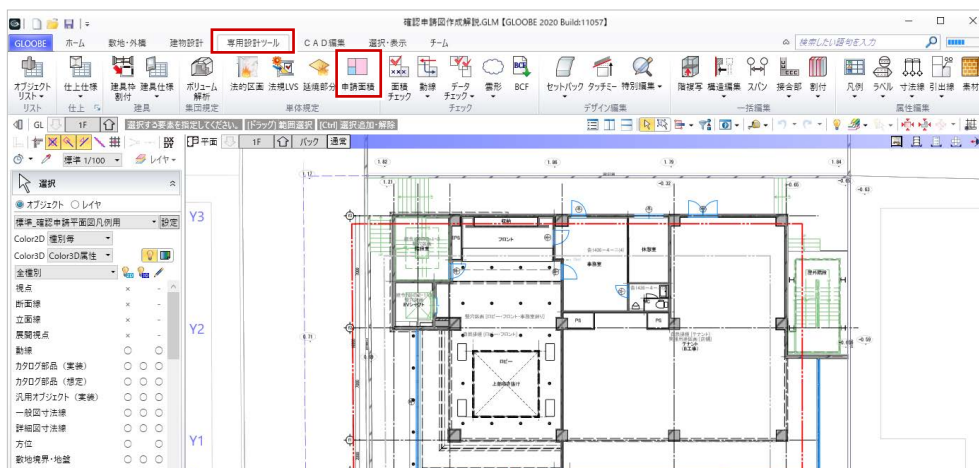 確認申請図作成解説.GLM【GLOOBE 2020 Build:11057】
GLOOBE ホーム 敷地・外構 建物設計 専用設計ツール CAD編集 選択・表示 チーム 検索したい語句を入力
オブジェクトリスト 仕上仕様 建具枠割付 建具仕様 ボリューム解析 法的区画 法規LVS 延焼部分 申請面積 面積チェック 動線 データチェック 雲形 BCF セットバック タッチミー 特別編集 階複写 構造編集 スパン 接合部 割付 凡例 ラベル 寸法線 引出線 素材
リスト 仕上 建具 集団規定 単体規定 チェック デザイン編集 一括編集 属性編集
GL 1F 選択する要素を指定してください。 [ドラッグ] 範囲選択 [Ctrl] 選択追加・解除
平面 1F バック 通常
標準 1/100 レイヤ
選択
オブジェクト レイヤ
標準_確認申請平面図凡例用 設定
Color2D 種別毎
Color3D Color3D属性
全種別
視点 × -
断面線 × -
立面線 × -
展開視点 × -
動線
カタログ部品（実装）
カタログ部品（想定）
汎用オブジェクト（実装）
一般図寸法線
詳細図寸法線
方位
敷地境界・地盤
Y3
Y2
Y1
フロント
事務室
休憩室
EPS
PS
PS
ロビー
上部吹き抜け
屋外階段